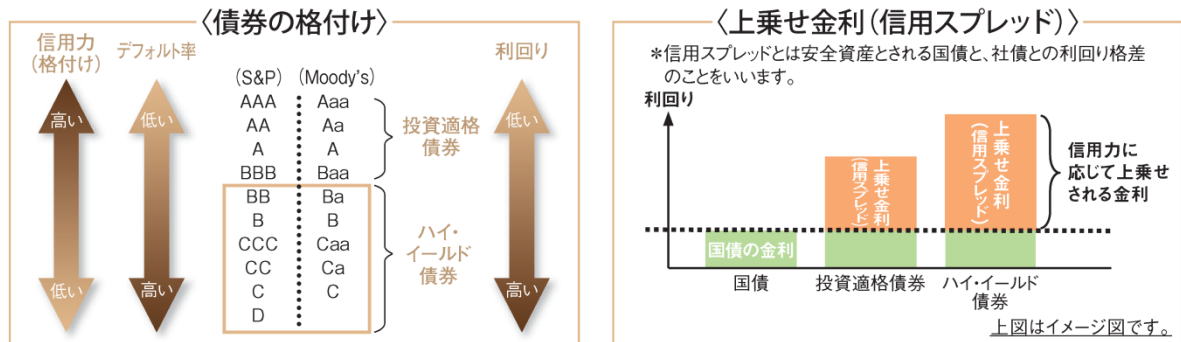 〈債券の格付け〉
信用力
(格付け)
デフォルト率
利回り
高い
低い
低い
高い
低い
高い
(S&P) (Moody's)
AAA Aaa
AA Aa
A A
BBB Baa
BB Ba
B B
CCC Caa
CC Ca
C C
D
投資適格
債券
ハイ・
イールド
債券
〈上乗せ金利(信用スプレッド)〉
*信用スプレッドとは安全資産とされる国債と、社債との利回り格差
のことをいいます。
利回り
上乗せ金利
(信用スプレッド)
上乗せ金利
(信用スプレッド)
信用力に
応じて上乗せ
される金利
国債の金利
国債
投資適格債券
ハイ・イールド
債券
上図はイメージ図です。